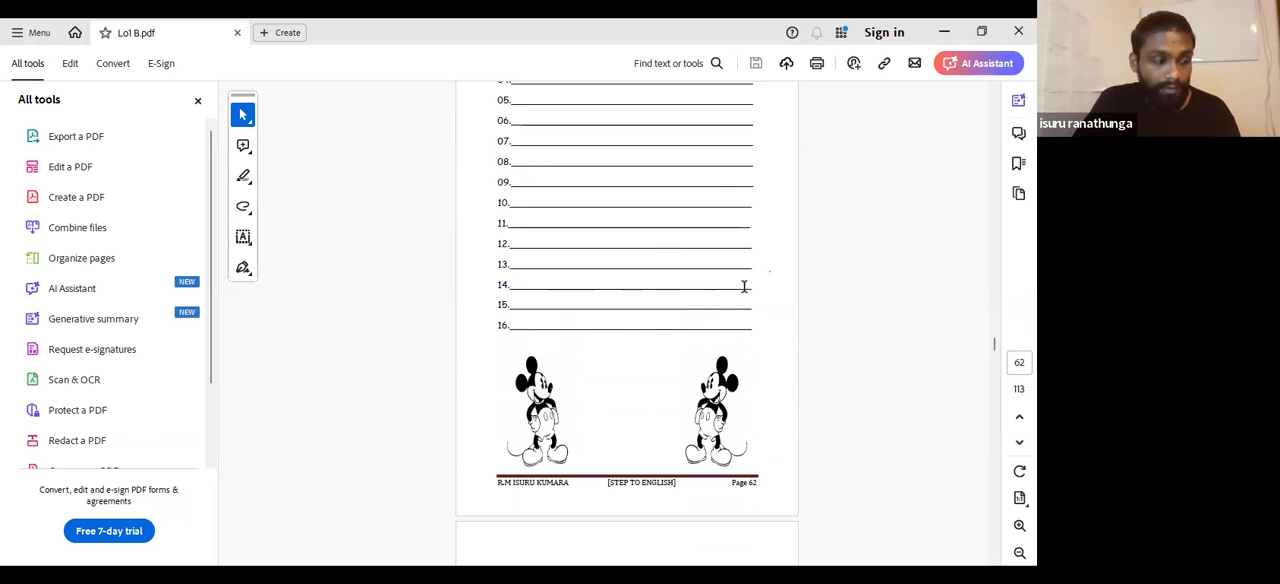 Menu
Lo1 B.pdf
Create
Sign in
All tools
Edit
Convert
E-Sign
Find text or tools
AI Assistant
All tools
Export a PDF
Edit a PDF
Create a PDF
Combine files
Organize pages
AI Assistant
NEW
Generative summary
NEW
Request e-signatures
Scan & OCR
Protect a PDF
Redact a PDF
Convert, edit and e-sign PDF forms &
agreements
Free 7-day trial
05.
06.
07.
08.
09.
10.
11.
12.
13.
14.
15.
16.
R.M ISURU KUMARA
[STEP TO ENGLISH]
Page 62
62
113
isuru ranathunga